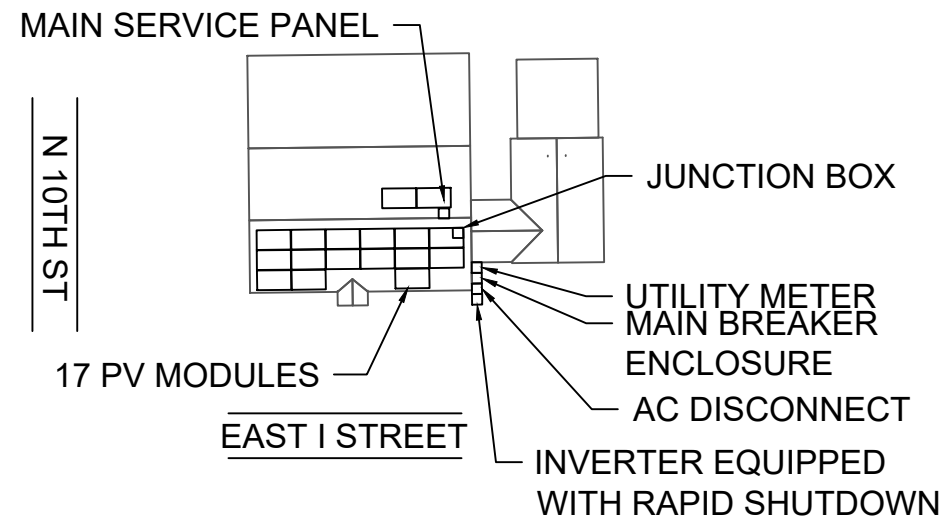 MAIN SERVICE PANEL
N 10TH ST
JUNCTION BOX
UTILITY METER
MAIN BREAKER
ENCLOSURE
17 PV MODULES
AC DISCONNECT
EAST I STREET
INVERTER EQUIPPED
WITH RAPID SHUTDOWN